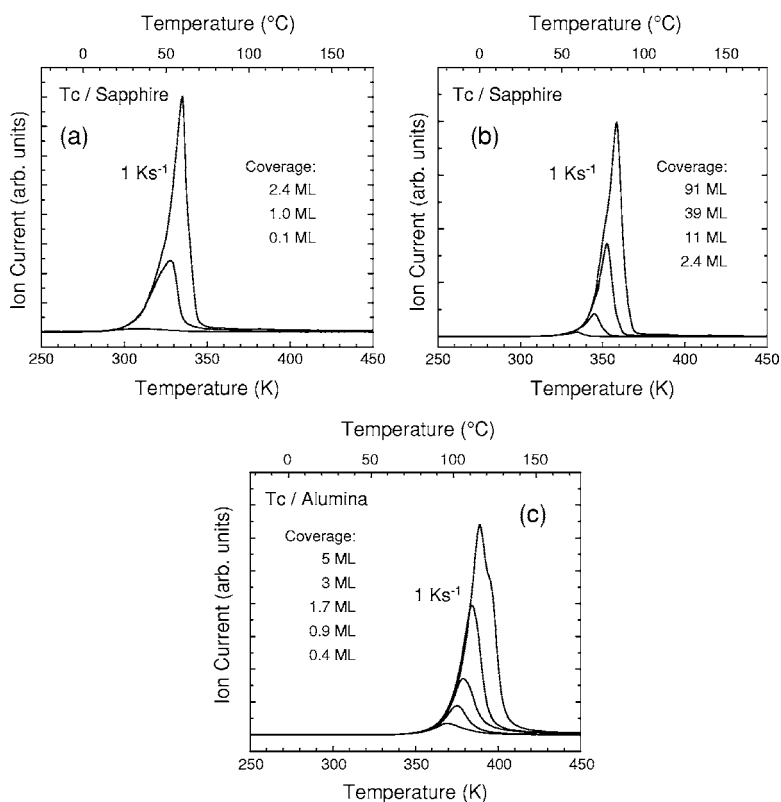 Temperature (°C)
0 50 100 150
Tc / Sapphire
(a)
1 Ks⁻¹
Coverage:
2.4 ML
1.0 ML
0.1 ML
Ion Current (arb. units)
250 300 350 400 450
Temperature (K)
Temperature (°C)
0 50 100 150
Tc / Sapphire
(b)
1 Ks⁻¹
Coverage:
91 ML
39 ML
11 ML
2.4 ML
Ion Current (arb. units)
250 300 350 400 450
Temperature (K)
Temperature (°C)
0 50 100 150
Tc / Alumina
(c)
Coverage:
5 ML
3 ML
1.7 ML
0.9 ML
0.4 ML
1 Ks⁻¹
Ion Current (arb. units)
250 300 350 400 450
Temperature (K)